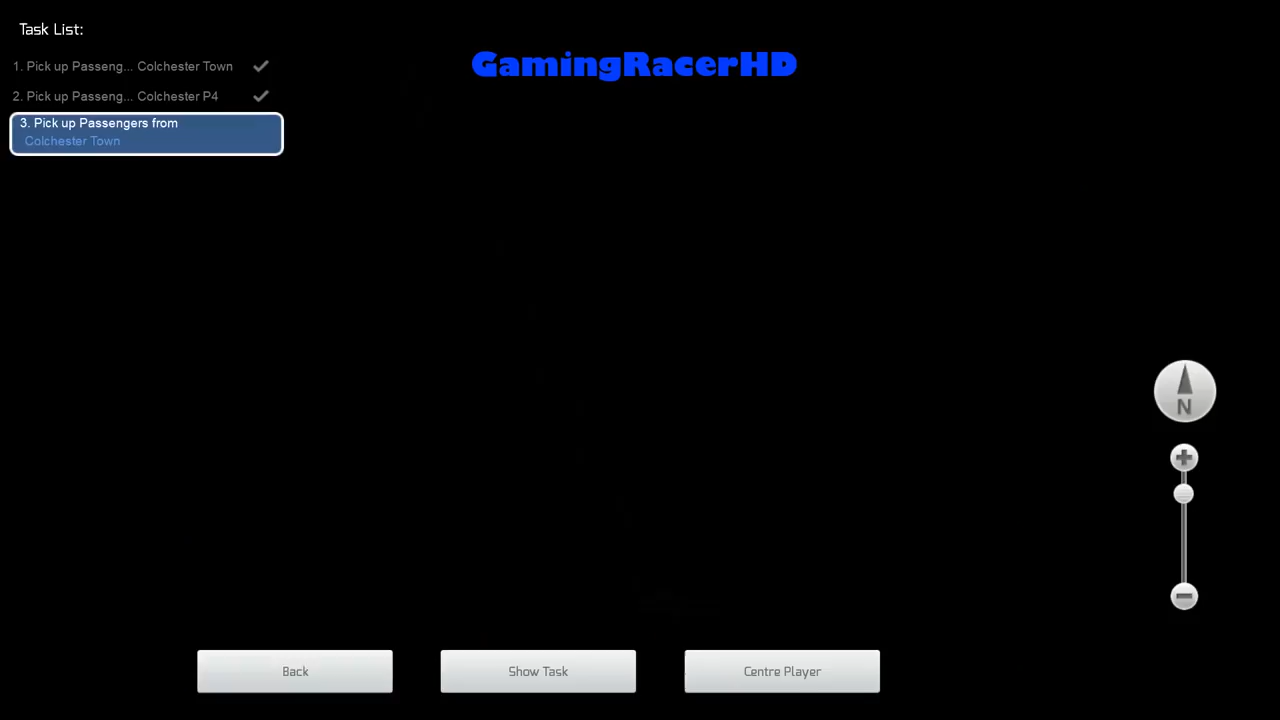 Task List:
GamingRacerHD
1. Pick up Passeng... Colchester Town
2. Pick up Passeng... Colchester P4
3. Pick up Passengers from
Colchester Town
N
Back
Show Task
Centre Player